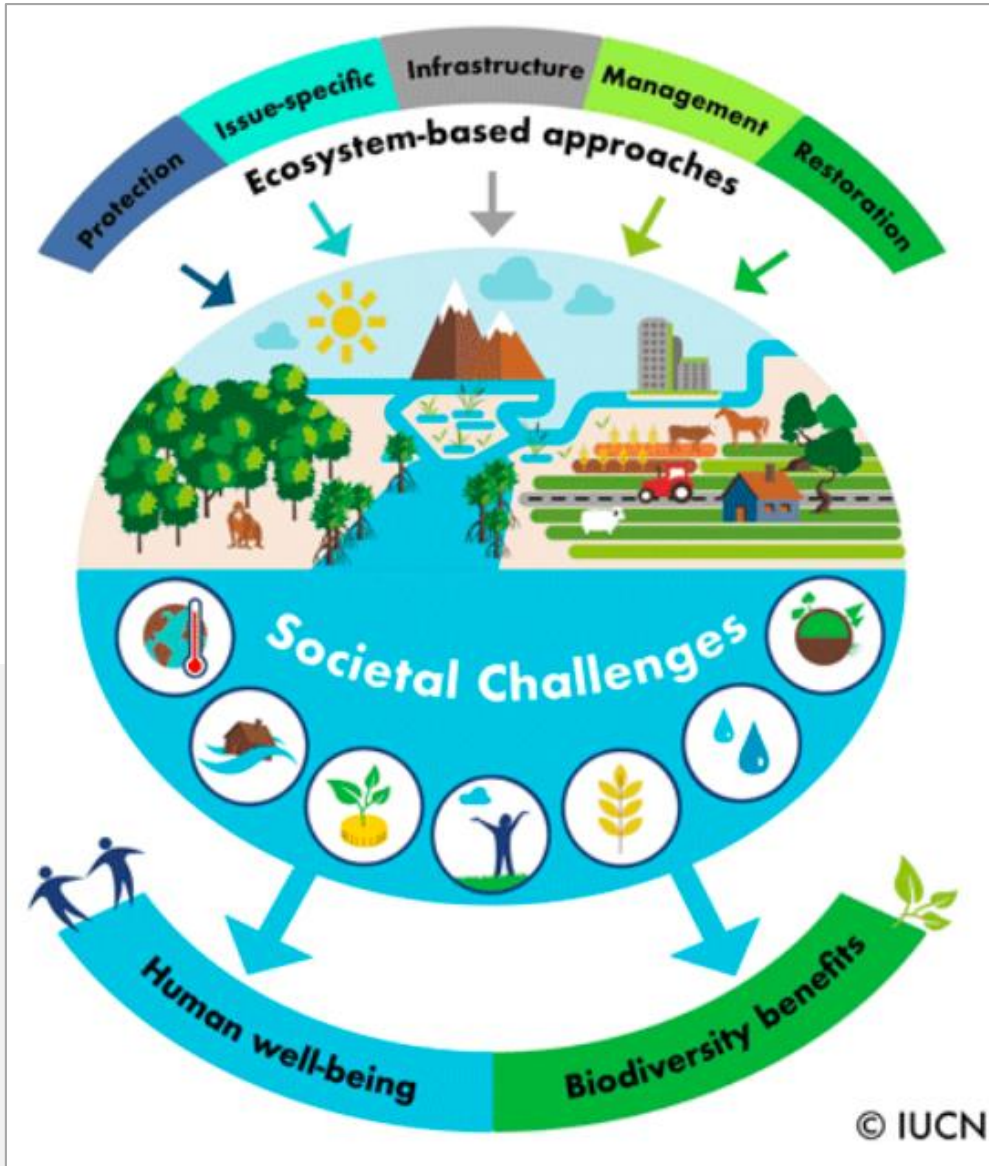 Protection
Issue-specific
Infrastructure
Management
Restoration
Ecosystem-based approaches
Societal Challenges
Human well-being
Biodiversity benefits
© IUCN